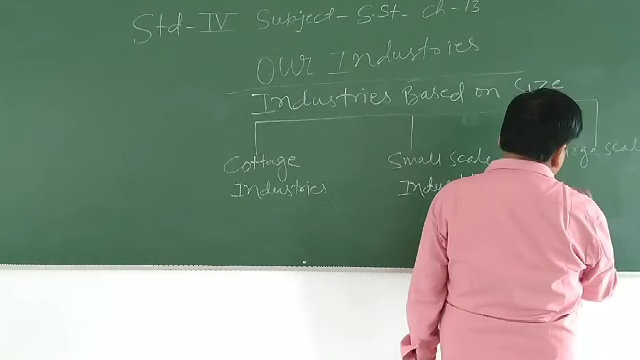 Std-IV Subject- S.St- ch-13
Our Industries
Industries Based on Size
Cottage Small scale
Industries